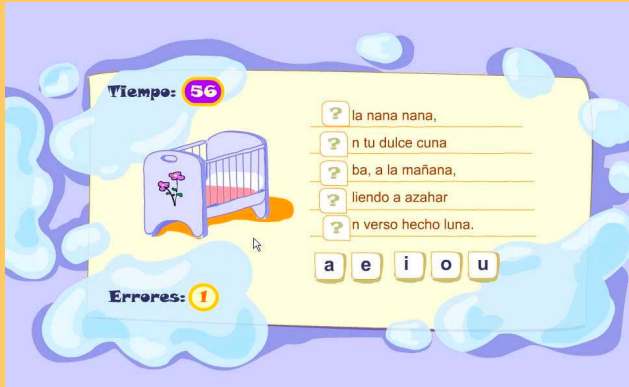 Tiempo: 56
? la nana nana,
? n tu dulce cuna
? ba, a la mañana,
? liendo a azahar
? n verso hecho luna.
a e i o u
Errores: 1